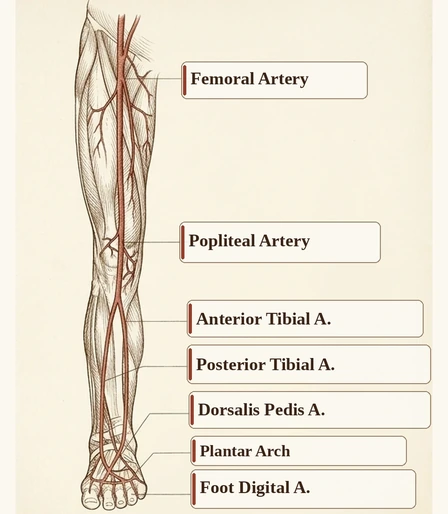 Femoral Artery
Popliteal Artery
Anterior Tibial A.
Posterior Tibial A.
Dorsalis Pedis A.
Plantar Arch
Foot Digital A.